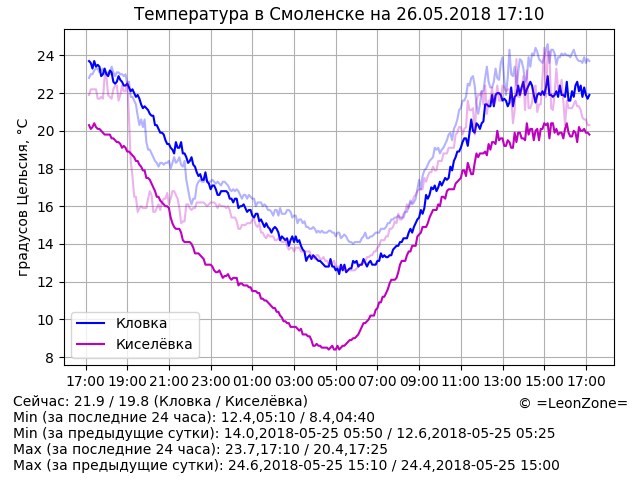 Температура в Смоленске на 26.05.2018 17:10
градусов Цельсия, °C
24
22
20
18
16
14
12
10
8
Кловка
Киселёвка
17:00 19:00 21:00 23:00 01:00 03:00 05:00 07:00 09:00 11:00 13:00 15:00 17:00
Сейчас: 21.9 / 19.8 (Кловка / Киселёвка)
© =LeonZone=
Min (за последние 24 часа): 12.4,05:10 / 8.4,04:40
Min (за предыдущие сутки): 14.0,2018-05-25 05:50 / 12.6,2018-05-25 05:25
Max (за последние 24 часа): 23.7,17:10 / 20.4,17:25
Max (за предыдущие сутки): 24.6,2018-05-25 15:10 / 24.4,2018-05-25 15:00